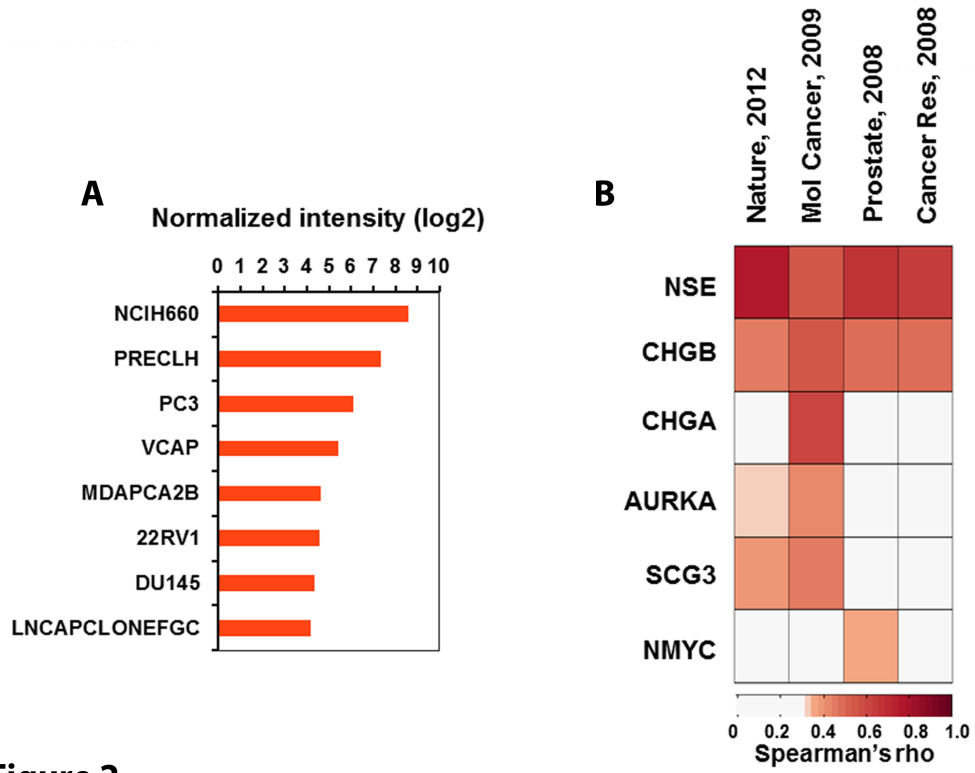 A
Normalized intensity (log2)
0 1 2 3 4 5 6 7 8 9 10
NCIH660
PRECLH
PC3
VCAP
MDAPCA2B
22RV1
DU145
LNCAPCLONEFGC
B
Nature, 2012
Mol Cancer, 2009
Prostate, 2008
Cancer Res, 2008
NSE
CHGB
CHGA
AURKA
SCG3
NMYC
0 0.2 0.4 0.6 0.8 1.0
Spearman's rho